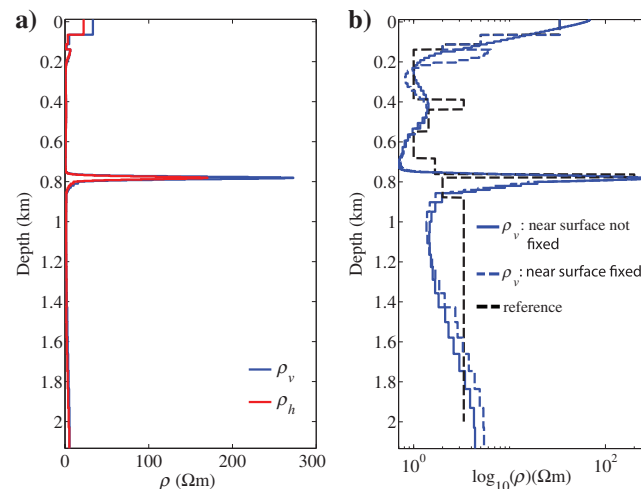 a)
0
0.2
0.4
0.6
0.8
1
1.2
1.4
1.6
1.8
2
Depth (km)
0
100
200
300
ρ (Ωm)
ρv
ρh
b)
0
0.2
0.4
0.6
0.8
1
1.2
1.4
1.6
1.8
2
Depth (km)
10^0
10^2
log10(ρ)(Ωm)
ρv: near surface not
fixed
ρv: near surface fixed
reference